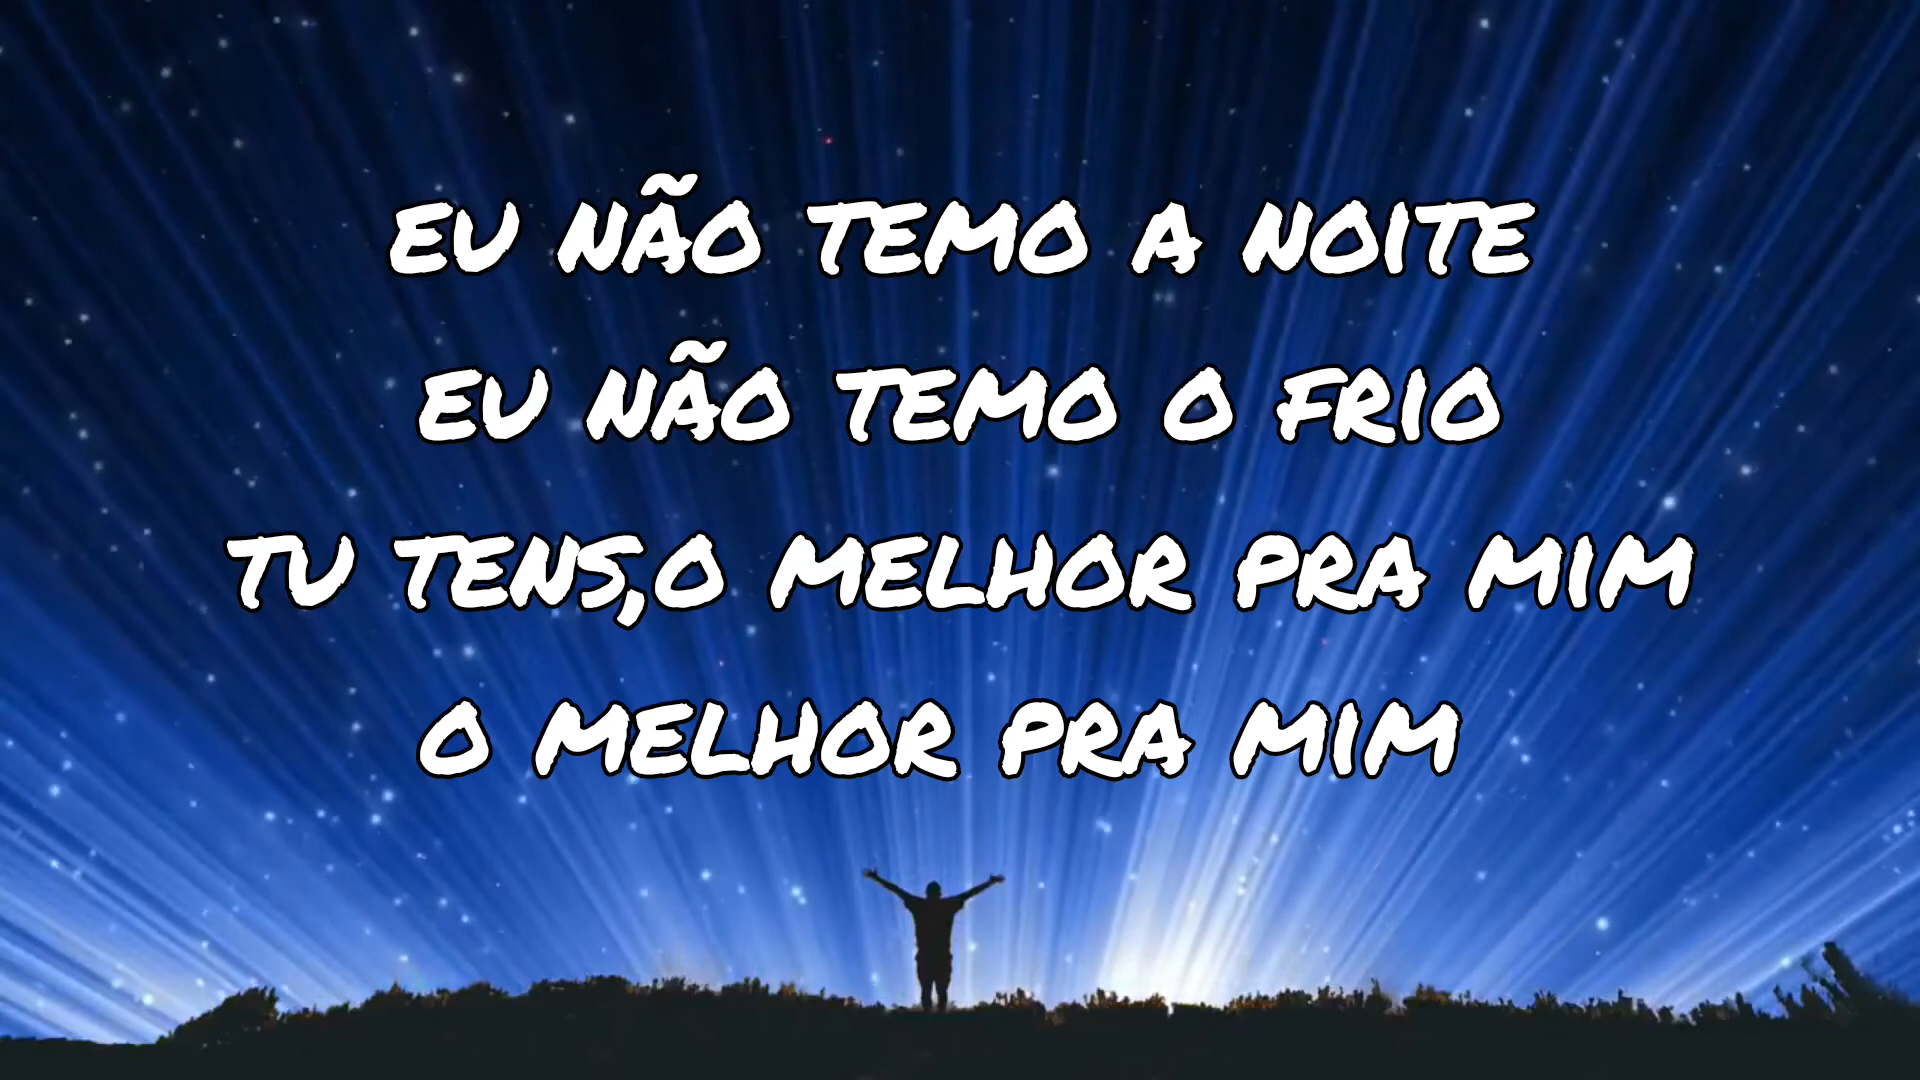 EU NÃO TEMO A NOITE
EU NÃO TEMO O FRIO
TU TENS,O MELHOR PRA MIM
O MELHOR PRA MIM